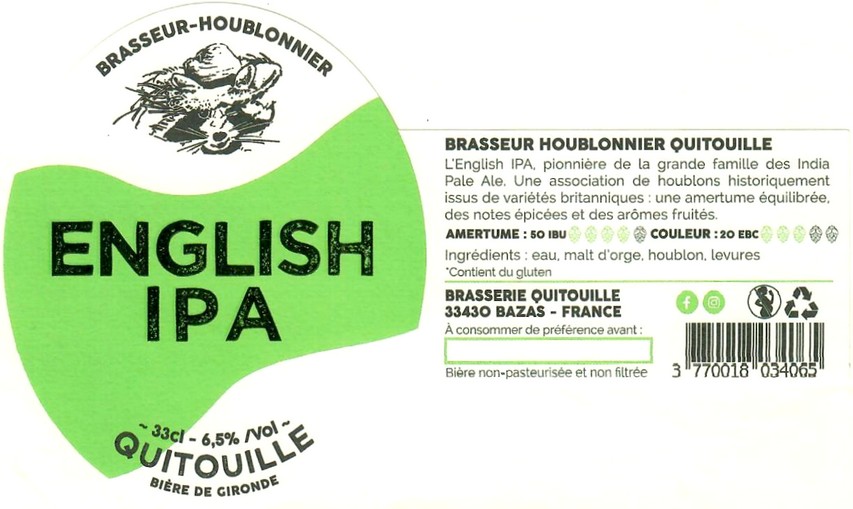 BRASSEUR-HOUBLONNIER
ENGLISH
IPA
~ 33cl - 6,5% /Vol ~
QUITOUILLE
BIÈRE DE GIRONDE
BRASSEUR HOUBLONNIER QUITOUILLE
L'English IPA, pionnière de la grande famille des India
Pale Ale. Une association de houblons historiquement
issus de variétés britanniques : une amertume équilibrée,
des notes épicées et des arômes fruités.
AMERTUME : 50 IBU COULEUR : 20 EBC
Ingrédients : eau, malt d'orge, houblon, levures
*Contient du gluten
BRASSERIE QUITOUILLE
33430 BAZAS - FRANCE
À consommer de préférence avant :
Bière non-pasteurisée et non filtrée
3 770018 034065